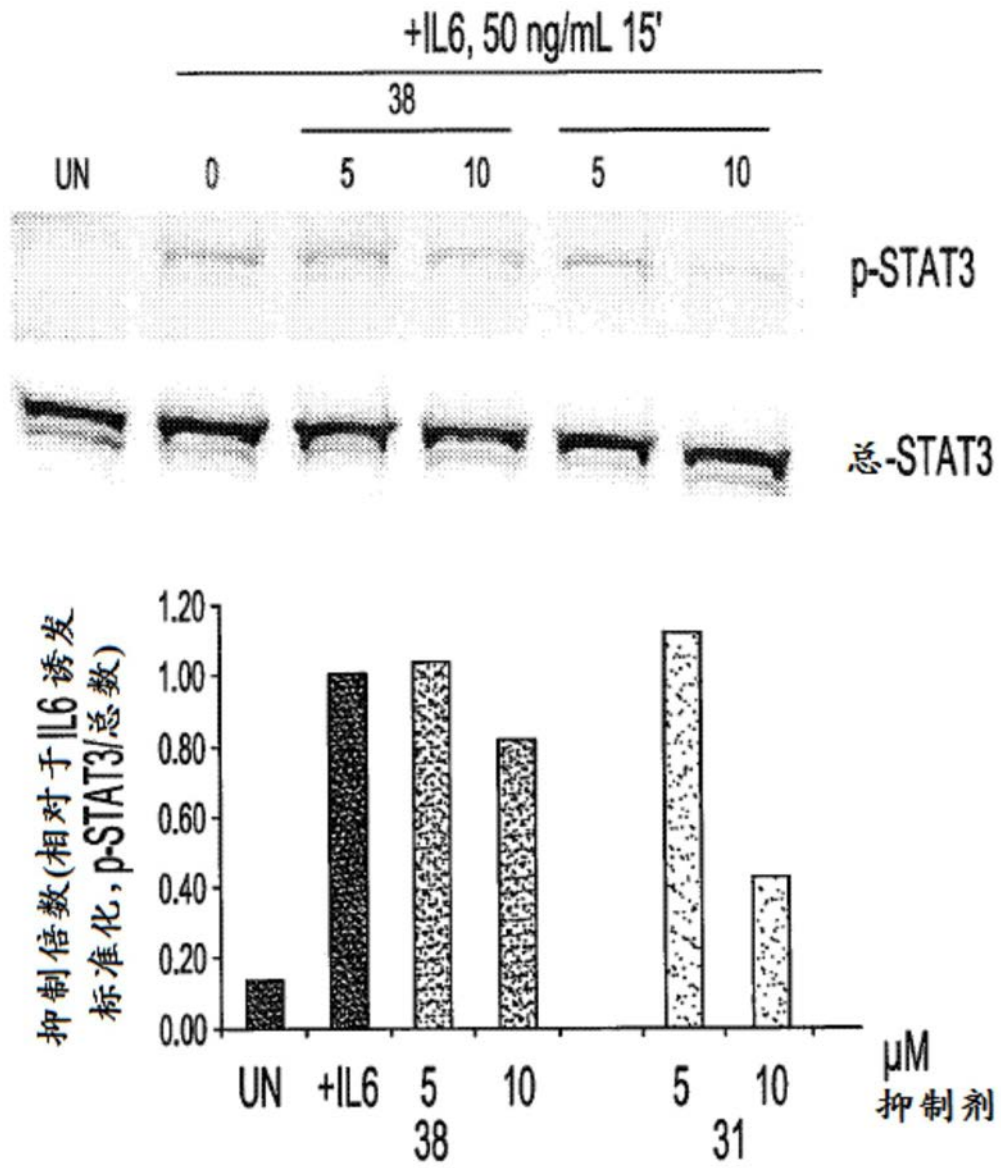 +IL6, 50 ng/mL 15'
38
UN 0 5 10 5 10
p-STAT3
总-STAT3
抑制倍数(相对于IL6诱发
标准化, p-STAT3/总数)
1.20
1.00
0.80
0.60
0.40
0.20
0.00
UN +IL6 5 10 5 10 µM
38 31 抑制剂